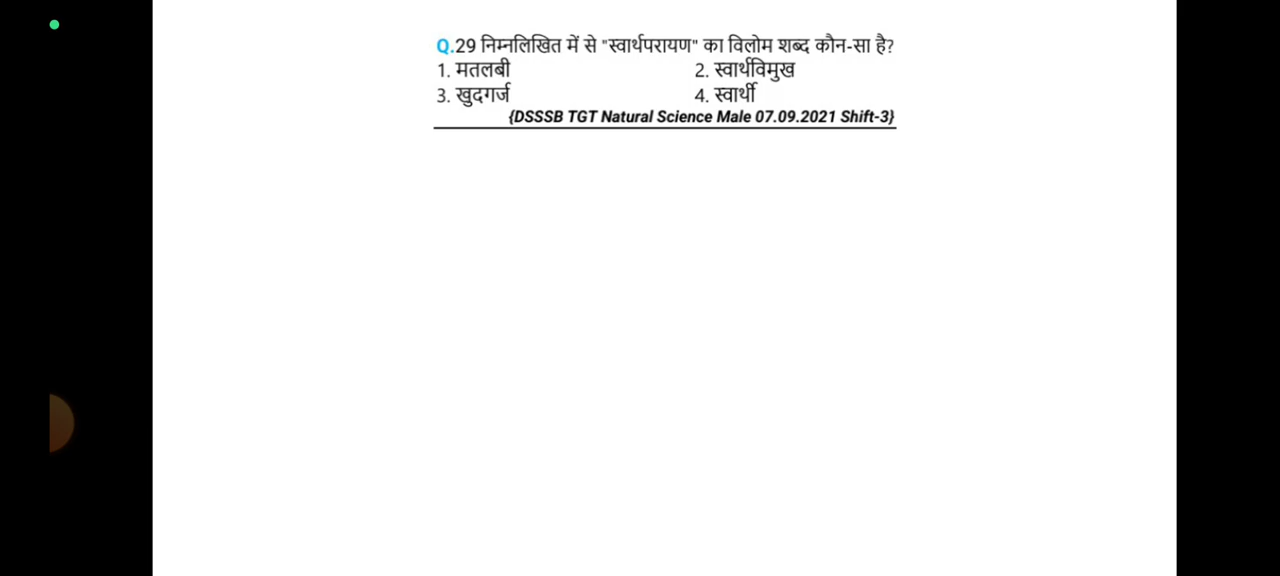 Q.29 निम्नलिखित में से "स्वार्थपरायण" का विलोम शब्द कौन-सा है?
1. मतलबी 2. स्वार्थविमुख
3. खुदगर्ज 4. स्वार्थी
{DSSSB TGT Natural Science Male 07.09.2021 Shift-3}